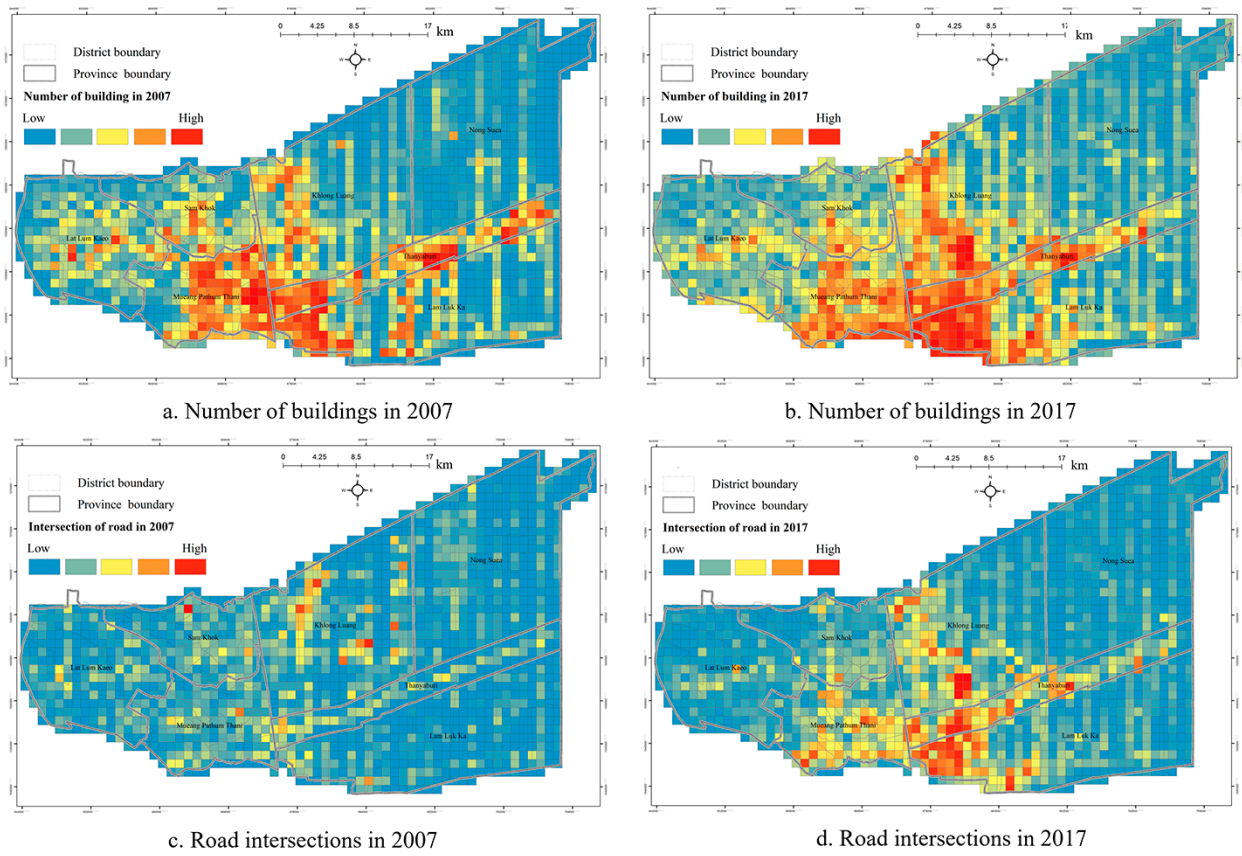 0 4.25 8.5 17 km
N
W E
S
District boundary
Province boundary
Number of building in 2007
Low High
Nong Suea
Khlong Luang
Sam Khok
Lat Lum Kaeo
Thanyaburi
Mueang Pathum Thani
Lam Luk Ka
a. Number of buildings in 2007
0 4.25 8.5 17 km
N
W E
S
District boundary
Province boundary
Number of building in 2017
Low High
Nong Suea
Khlong Luang
Sam Khok
Lat Lum Kaeo
Thanyaburi
Mueang Pathum Thani
Lam Luk Ka
b. Number of buildings in 2017
0 4.25 8.5 17 km
N
W E
S
District boundary
Province boundary
Intersection of road in 2007
Low High
Nong Suea
Khlong Luang
Sam Khok
Lat Lum Kaeo
Thanyaburi
Mueang Pathum Thani
Lam Luk Ka
c. Road intersections in 2007
0 4.25 8.5 17 km
N
W E
S
District boundary
Province boundary
Intersection of road in 2017
Low High
Nong Suea
Khlong Luang
Sam Khok
Lat Lum Kaeo
Thanyaburi
Mueang Pathum Thani
Lam Luk Ka
d. Road intersections in 2017